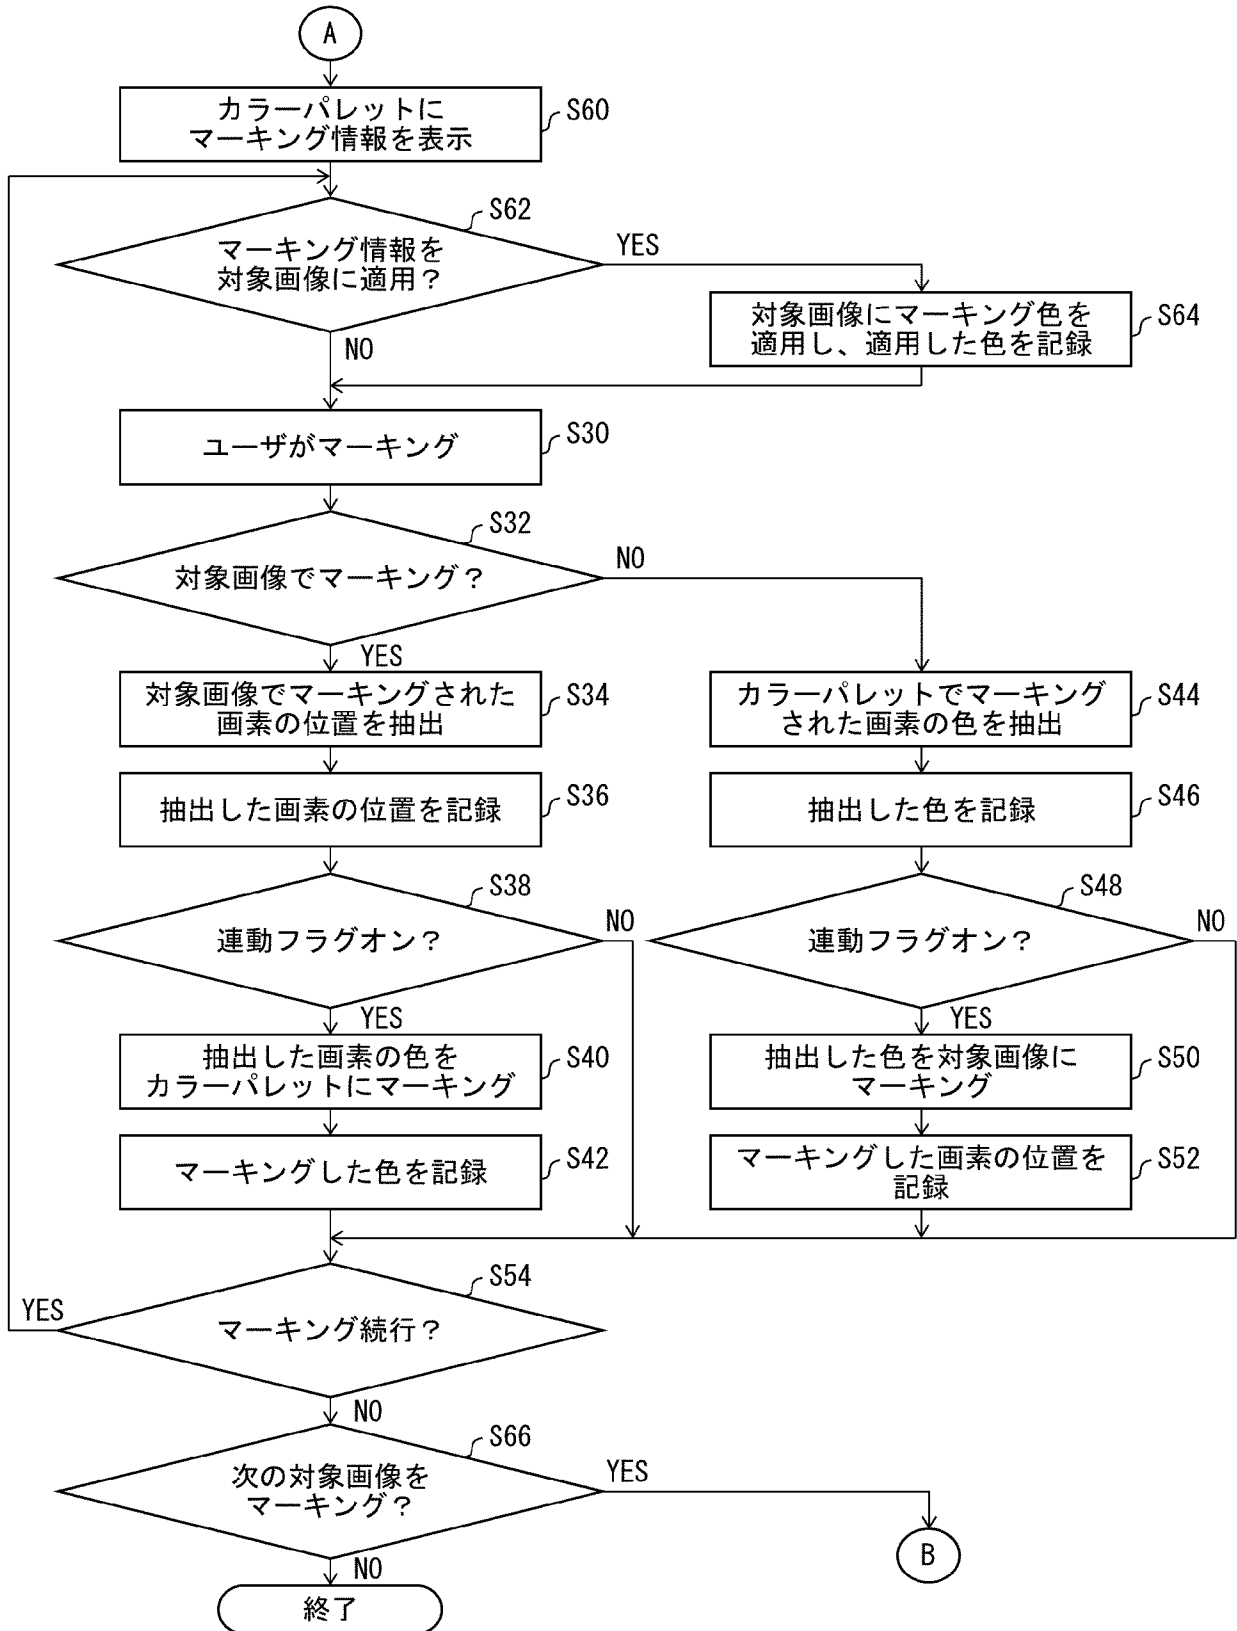 A
カラーパレットに
マーキング情報を表示
S60
S62
マーキング情報を
対象画像に適用？
YES
NO
対象画像にマーキング色を
適用し、適用した色を記録
S64
ユーザがマーキング
S30
S32
対象画像でマーキング？
NO
YES
対象画像でマーキングされた
画素の位置を抽出
S34
カラーパレットでマーキング
された画素の色を抽出
S44
抽出した画素の位置を記録
S36
抽出した色を記録
S46
S38
連動フラグオン？
NO
YES
S48
連動フラグオン？
NO
YES
抽出した画素の色を
カラーパレットにマーキング
S40
抽出した色を対象画像に
マーキング
S50
マーキングした色を記録
S42
マーキングした画素の位置を
記録
S52
S54
マーキング続行？
YES
NO
S66
次の対象画像を
マーキング？
YES
B
NO
終了